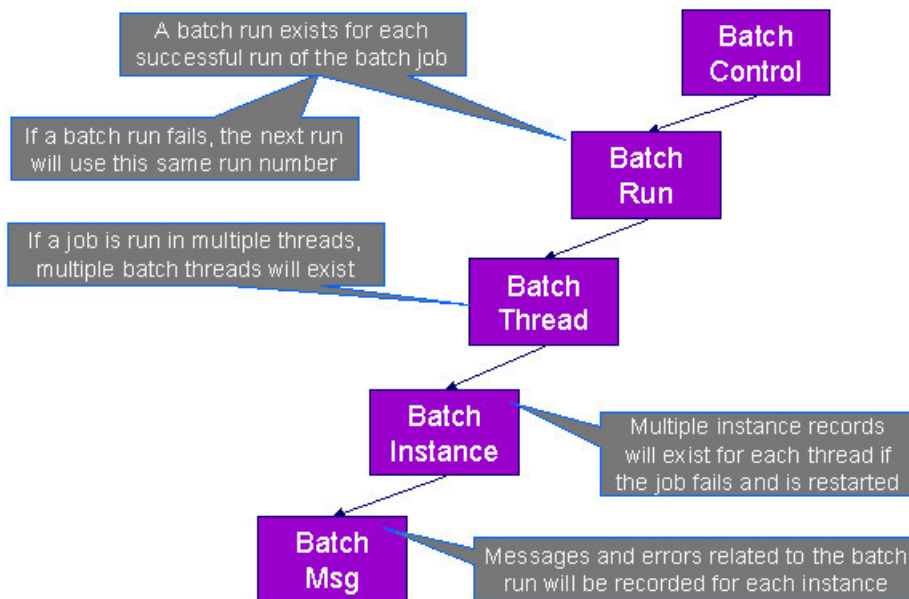 A batch run exists for each
successful run of the batch job
Batch
Control
If a batch run fails, the next run
will use this same run number
Batch
Run
If a job is run in multiple threads,
multiple batch threads will exist
Batch
Thread
Batch
Instance
Multiple instance records
will exist for each thread if
the job fails and is restarted
Batch
Msg
Messages and errors related to the batch
run will be recorded for each instance